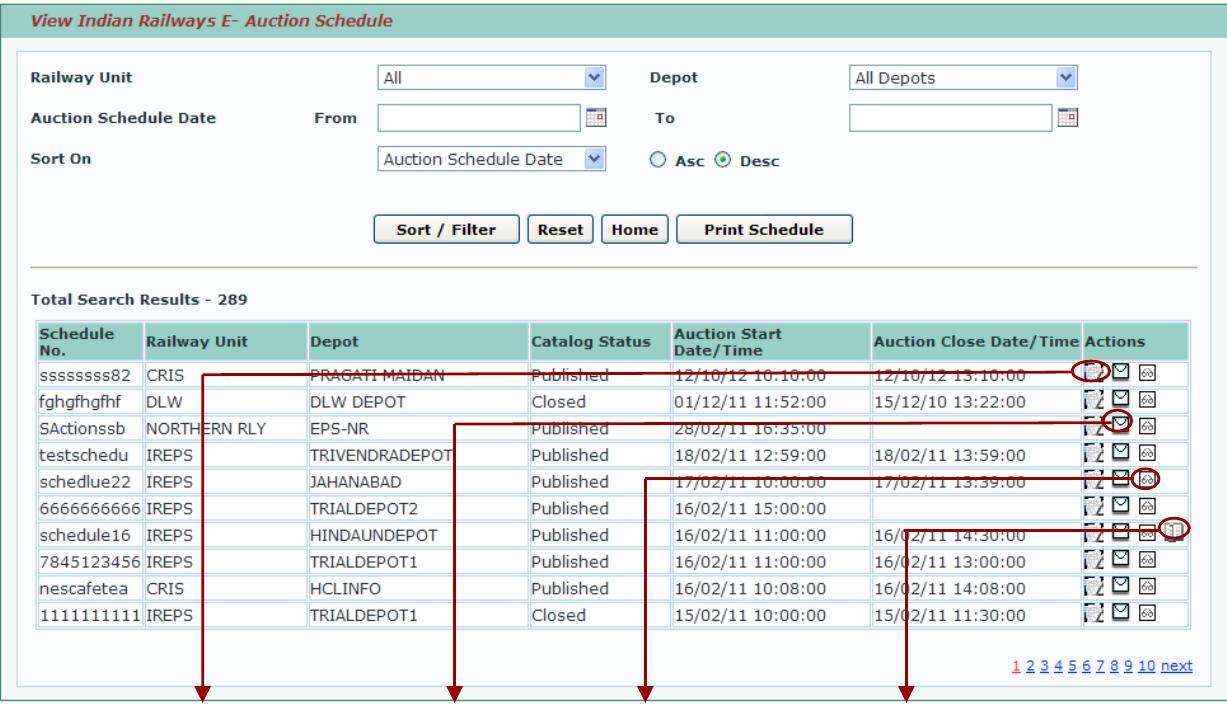 View Indian Railways E- Auction Schedule
Railway Unit All Depot All Depots
Auction Schedule Date From To
Sort On Auction Schedule Date Asc Desc
Sort / Filter Reset Home Print Schedule
Total Search Results - 289
Schedule No. Railway Unit Depot Catalog Status Auction Start Date/Time Auction Close Date/Time Actions
ssssssss82 CRIS PRAGATI MAIDAN Published 12/10/12 10:10:00 12/10/12 13:10:00
fghgfhgfhf DLW DLW DEPOT Closed 01/12/11 11:52:00 15/12/10 13:22:00
SActionssb NORTHERN RLY EPS-NR Published 28/02/11 16:35:00
testschedu IREPS TRIVENDRADEPOT Published 18/02/11 12:59:00 18/02/11 13:59:00
schedlue22 IREPS JAHANABAD Published 17/02/11 10:00:00 17/02/11 13:39:00
6666666666 IREPS TRIALDEPOT2 Published 16/02/11 15:00:00
schedule16 IREPS HINDAUNDEPOT Published 16/02/11 11:00:00 16/02/11 14:30:00
7845123456 IREPS TRIALDEPOT1 Published 16/02/11 11:00:00 16/02/11 13:00:00
nescafetea CRIS HCLINFO Published 16/02/11 10:08:00 16/02/11 14:08:00
1111111111 IREPS TRIALDEPOT1 Closed 15/02/11 10:00:00 15/02/11 11:30:00
1 2 3 4 5 6 7 8 9 10 next